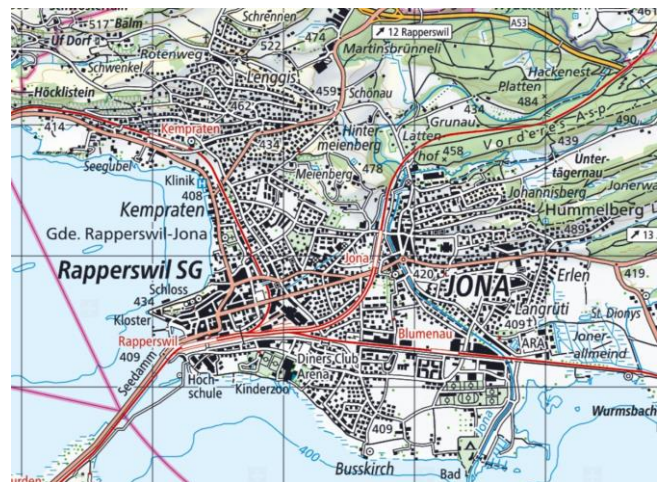 517
Balm
Uf Dorf
Schrennen
Rotenweg
522
474
Martinsbrünneli
12 Rapperswil
A53
461
Schwenkel
Lenggis
Höcklistein
459
Schönau
Hackenest
Platten
484
462
434
Grunau
490
414
Kempraten
434
Hinter-
meienberg
Latten
hof
458
Vorderes Asp
439
Seegubel
Meienberg
478
Unter-
tägernau
Klinik
408
Johannisberg
Jonerwa
Kempraten
Hummelberg
Gde. Rapperswil-Jona
489
13
Rapperswil SG
Jona
420
JONA
Erlen
419
Schloss
434
Langrüti
409
St. Dionys
Kloster
Rapperswil
Blumenau
ARA
Joner-
allmeind
409
Seedamm
Diners Club
Arena
Hoch-
schule
Kinderzoo
Wurmsbach
400
409
Jona
Busskirch
Bad
urden